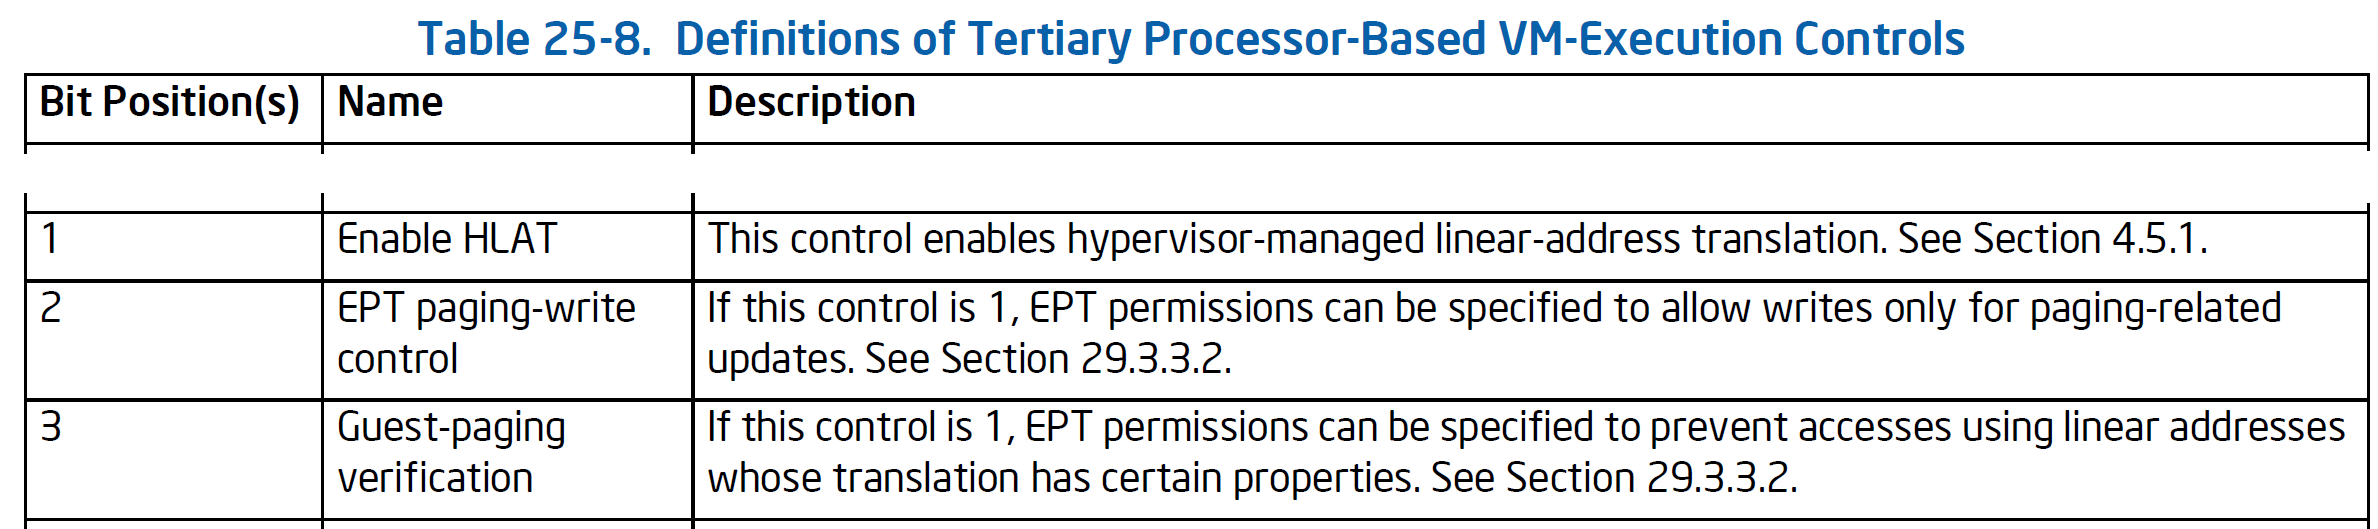 Table 25-8. Definitions of Tertiary Processor-Based VM-Execution Controls
Bit Position(s) Name Description
1 Enable HLAT This control enables hypervisor-managed linear-address translation. See Section 4.5.1.
2 EPT paging-write If this control is 1, EPT permissions can be specified to allow writes only for paging-related
control updates. See Section 29.3.3.2.
3 Guest-paging If this control is 1, EPT permissions can be specified to prevent accesses using linear addresses
verification whose translation has certain properties. See Section 29.3.3.2.